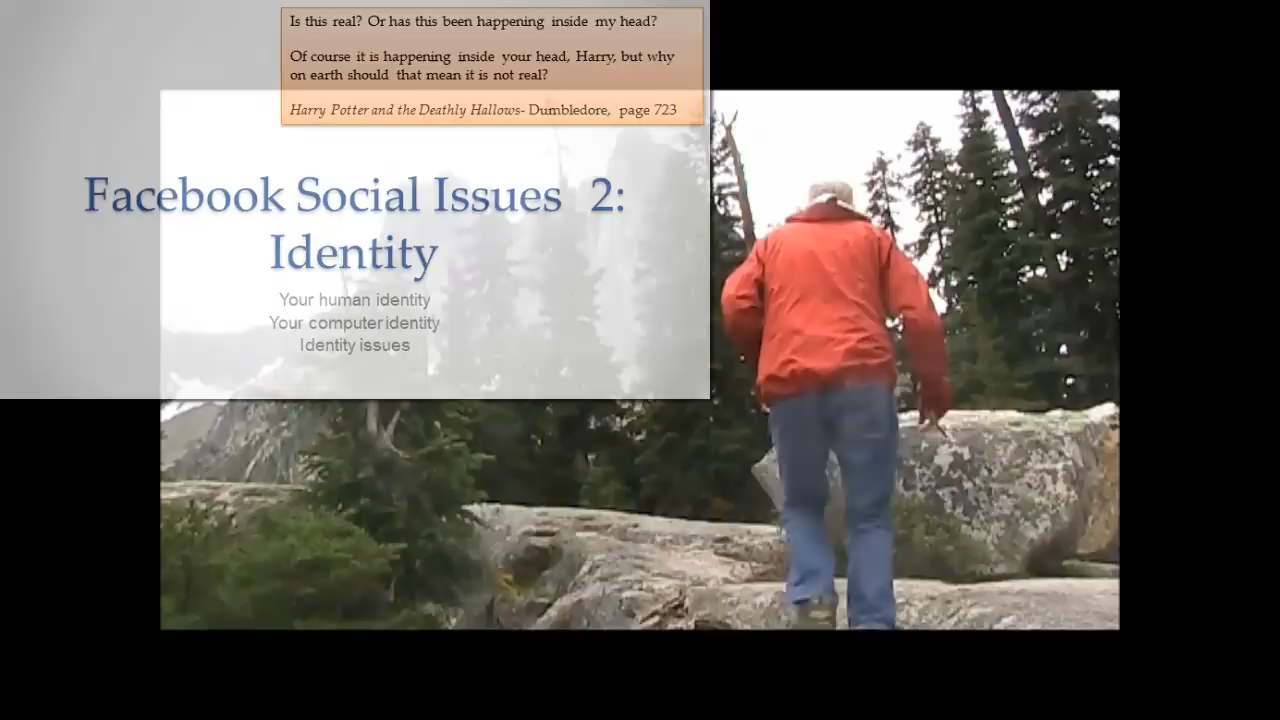 Is this real? Or has this been happening inside my head?
Of course it is happening inside your head, Harry, but why
on earth should that mean it is not real?
Harry Potter and the Deathly Hallows- Dumbledore, page 723
Facebook Social Issues 2:
Identity
Your human identity
Your computer identity
Identity issues